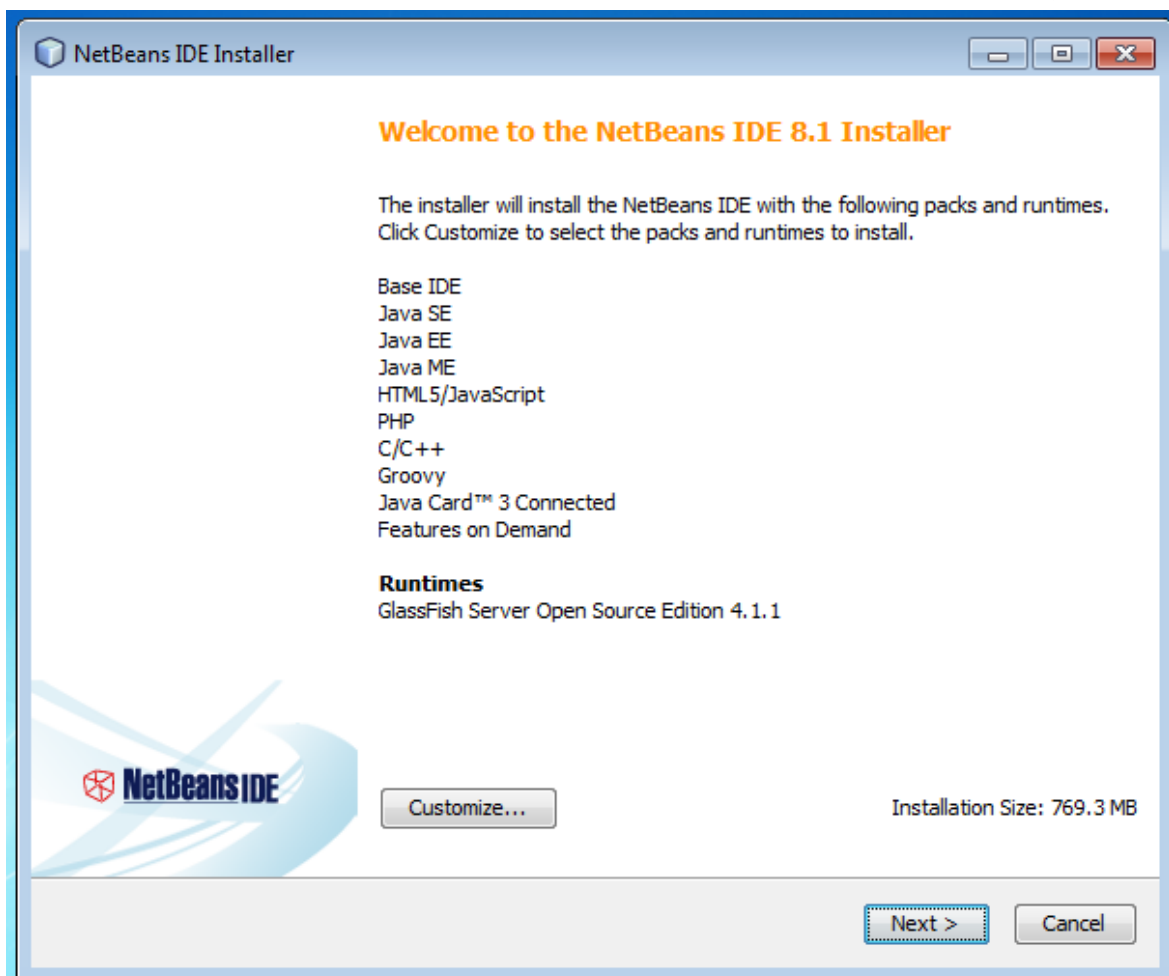 NetBeans IDE Installer
Welcome to the NetBeans IDE 8.1 Installer
The installer will install the NetBeans IDE with the following packs and runtimes.
Click Customize to select the packs and runtimes to install.
Base IDE
Java SE
Java EE
Java ME
HTML5/JavaScript
PHP
C/C++
Groovy
Java Card™ 3 Connected
Features on Demand
Runtimes
GlassFish Server Open Source Edition 4.1.1
NetBeans IDE
Customize...
Installation Size: 769.3 MB
Next >
Cancel